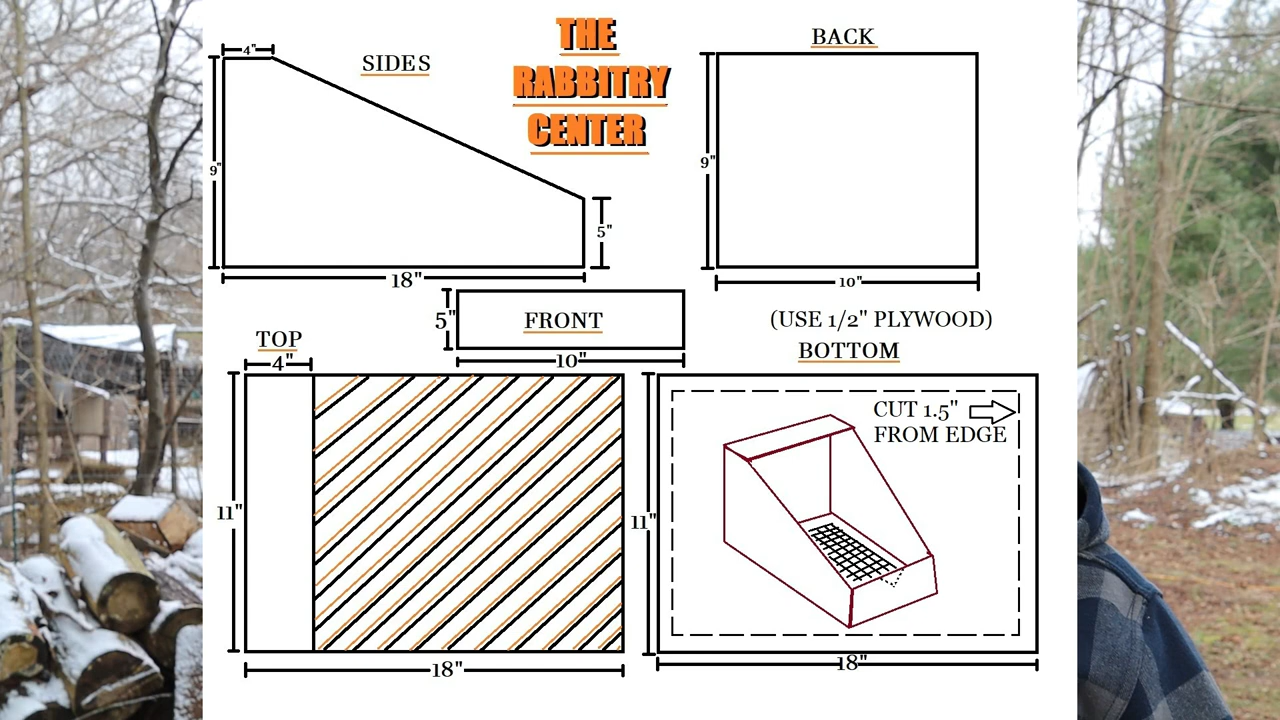 THE
RABBITRY
CENTER
SIDES
4"
9"
5"
18"
BACK
9"
10"
FRONT
5"
10"
(USE 1/2" PLYWOOD)
TOP
4"
11"
18"
BOTTOM
CUT 1.5"
FROM EDGE
11"
18"